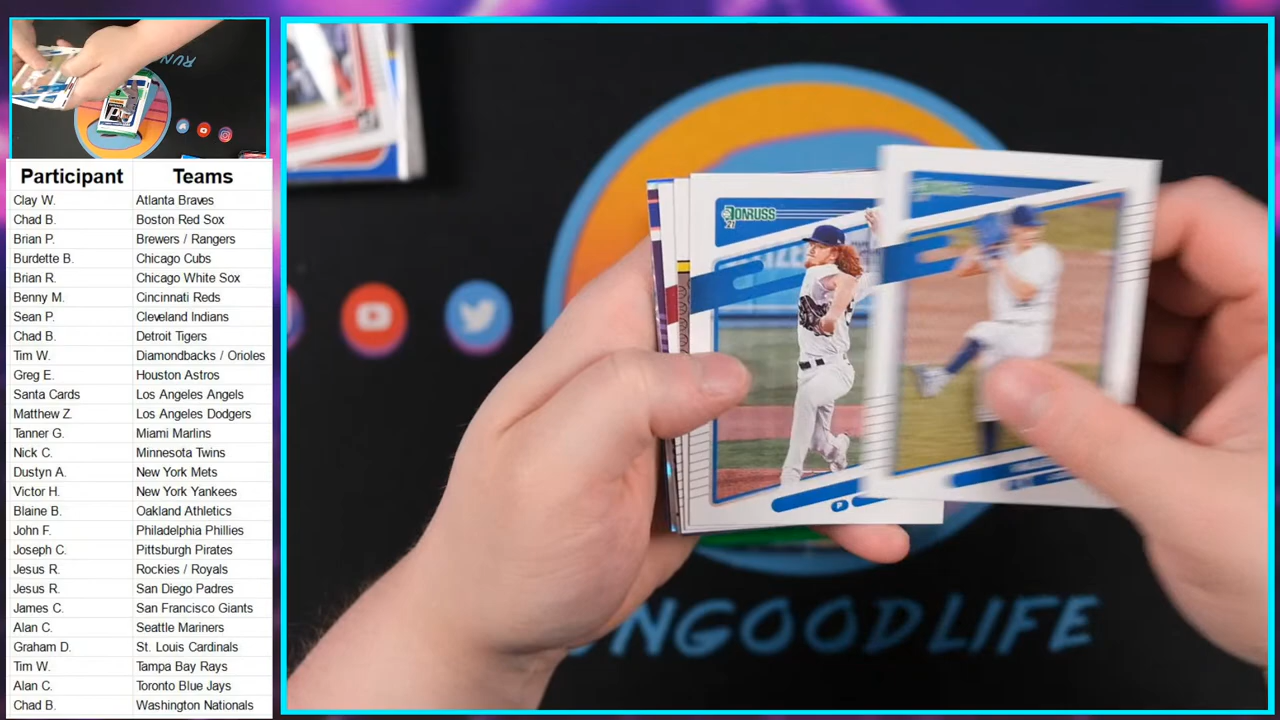 RUNG
Participant Teams
Clay W. Atlanta Braves
Chad B. Boston Red Sox
Brian P. Brewers / Rangers
Burdette B. Chicago Cubs
Brian R. Chicago White Sox
Benny M. Cincinnati Reds
Sean P. Cleveland Indians
Chad B. Detroit Tigers
Tim W. Diamondbacks / Orioles
Greg E. Houston Astros
Santa Cards Los Angeles Angels
Matthew Z. Los Angeles Dodgers
Tanner G. Miami Marlins
Nick C. Minnesota Twins
Dustyn A. New York Mets
Victor H. New York Yankees
Blaine B. Oakland Athletics
John F. Philadelphia Phillies
Joseph C. Pittsburgh Pirates
Jesus R. Rockies / Royals
Jesus R. San Diego Padres
James C. San Francisco Giants
Alan C. Seattle Mariners
Graham D. St. Louis Cardinals
Tim W. Tampa Bay Rays
Alan C. Toronto Blue Jays
Chad B. Washington Nationals
DONRUSS
21
P
NGOODLIFE